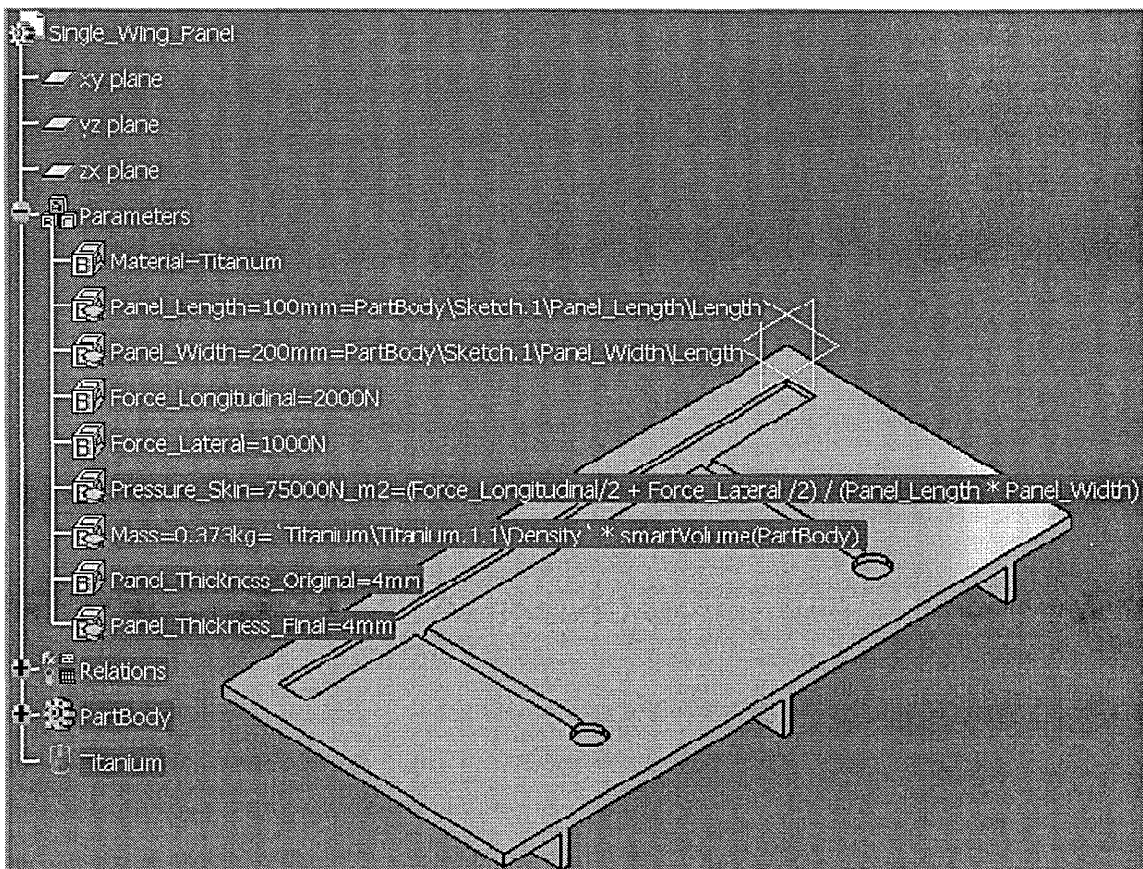 Single_Wing_Panel
xy plane
yz plane
zx plane
Parameters
Material=Titanum
Panel_Length=100mm=PartBody\Sketch.1\Panel_Length\Length`
Panel_Width=200mm=PartBody\Sketch.1\Panel_Width\Length
Force_Longitudinal=2000N
Force_Lateral=1000N
Pressure_Skin=75000N_m2=(Force_Longitudinal/2 + Force_Lateral /2) / (Panel_Length * Panel_Width)
Mass=0.373kg=`Titanium\Titanium.1.1\Density` * smartVolume(PartBody)
Panel_Thickness_Original=4mm
Panel_Thickness_Final=4mm
Relations
PartBody
Titanium